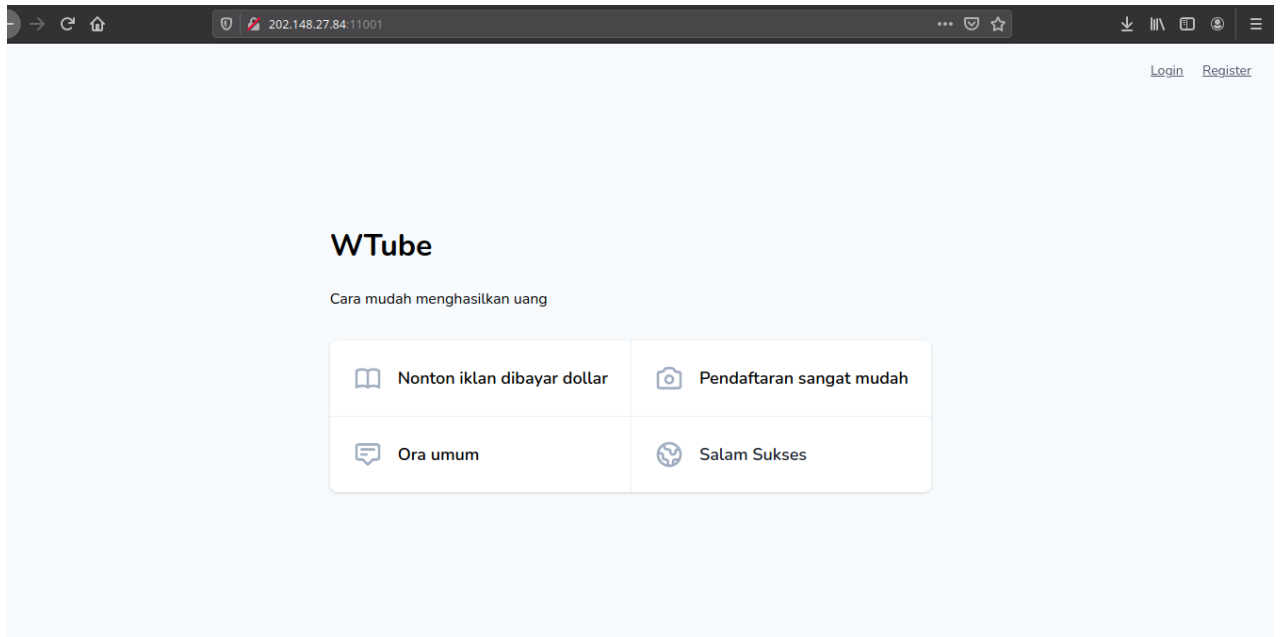 202.148.27.84:11001
Login Register
WTube
Cara mudah menghasilkan uang
Nonton iklan dibayar dollar
Pendaftaran sangat mudah
Ora umum
Salam Sukses